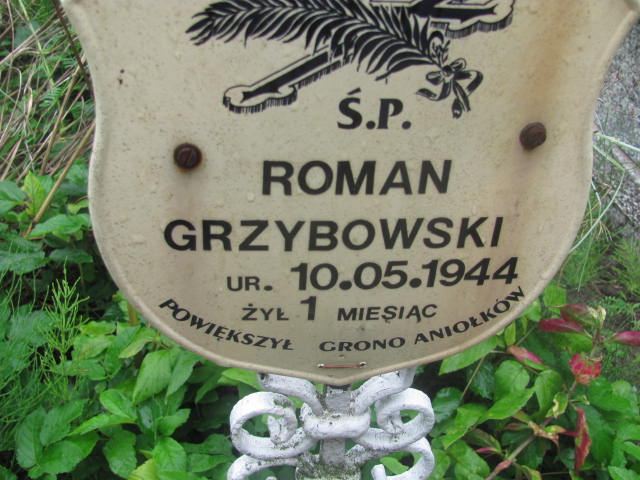 Ś.P.
ROMAN
GRZYBOWSKI
UR. 10.05.1944
ŻYŁ 1 MIESIĄC
POWIĘKSZYŁ GRONO ANIOŁKÓW